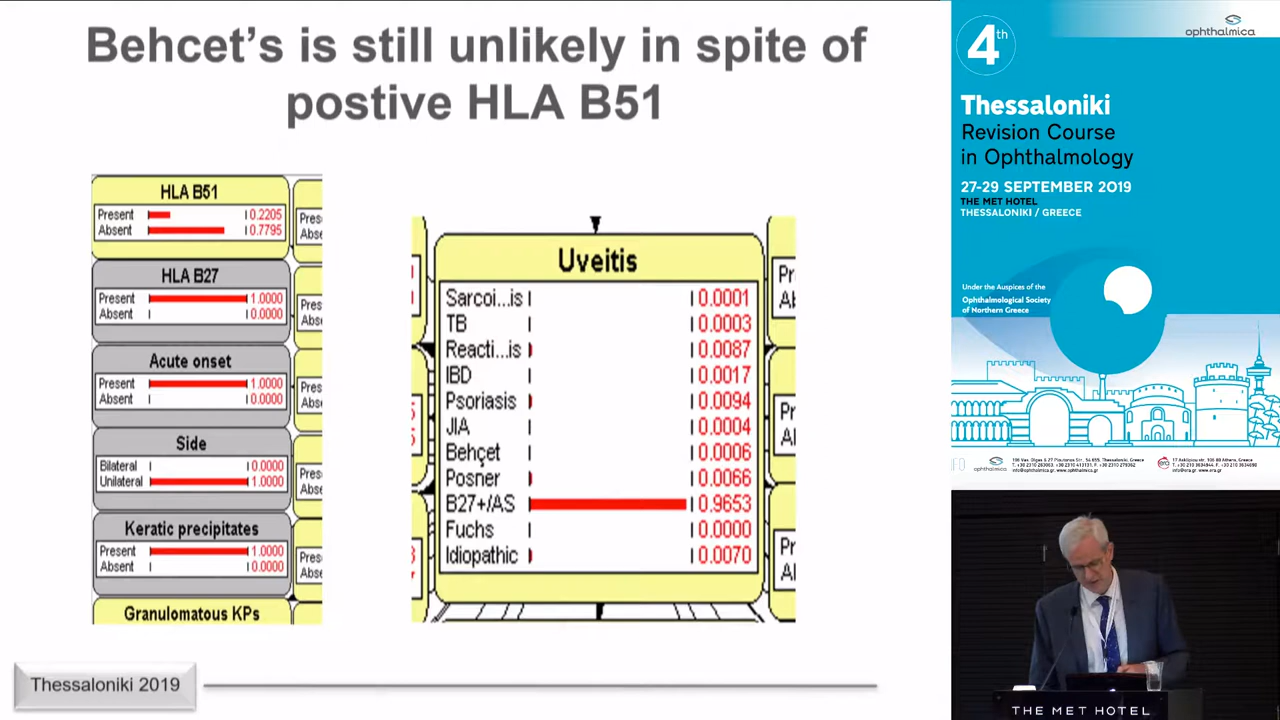 Behcet's is still unlikely in spite of
postive HLA B51
HLA B51
Present 0.2205
Absent 0.7795
HLA B27
Present 1.0000
Absent 0.0000
Acute onset
Present 1.0000
Absent 0.0000
Side
Bilateral 0.0000
Unilateral 1.0000
Keratic precipitates
Present 1.0000
Absent 0.0000
Granulomatous KPs
Uveitis
Sarcoi...is 0.0001
TB 0.0003
Reacti...is 0.0087
IBD 0.0017
Psoriasis 0.0094
JIA 0.0004
Behçet 0.0006
Posner 0.0066
B27+/AS 0.9653
Fuchs 0.0000
Idiopathic 0.0070
Thessaloniki 2019
ophthalmica
4th
Thessaloniki
Revision Course
in Ophthalmology
27-29 SEPTEMBER 2019
THE MET HOTEL
THESSALONIKI / GREECE
Under the Auspices of the
Ophthalmological Society
of Northern Greece
ophthalmica
THE MET HOTEL